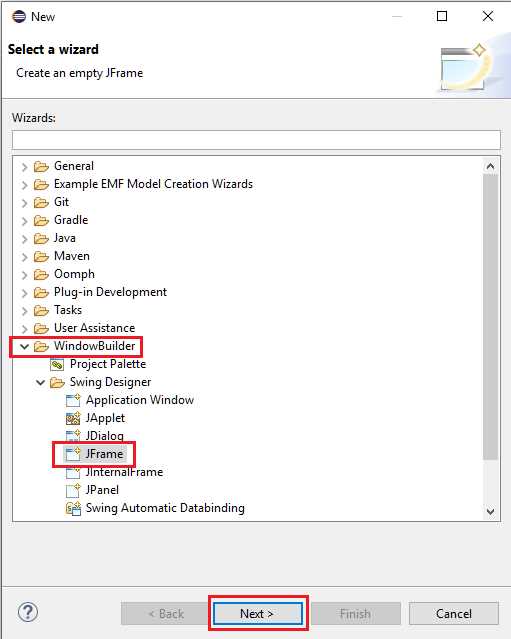 New
Select a wizard
Create an empty JFrame
Wizards:
General
Example EMF Model Creation Wizards
Git
Gradle
Java
Maven
Oomph
Plug-in Development
Tasks
User Assistance
WindowBuilder
Project Palette
Swing Designer
Application Window
JApplet
JDialog
JFrame
JInternalFrame
JPanel
Swing Automatic Databinding
? < Back Next > Finish Cancel